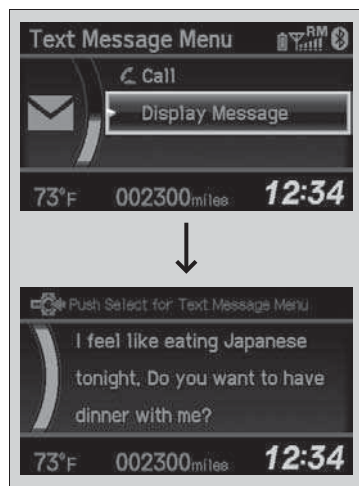 Text Message Menu RM
Call
Display Message
73°F 002300miles 12:34
Push Select for Text Message Menu
I feel like eating Japanese
tonight, Do you want to have
dinner with me?
73°F 002300miles 12:34